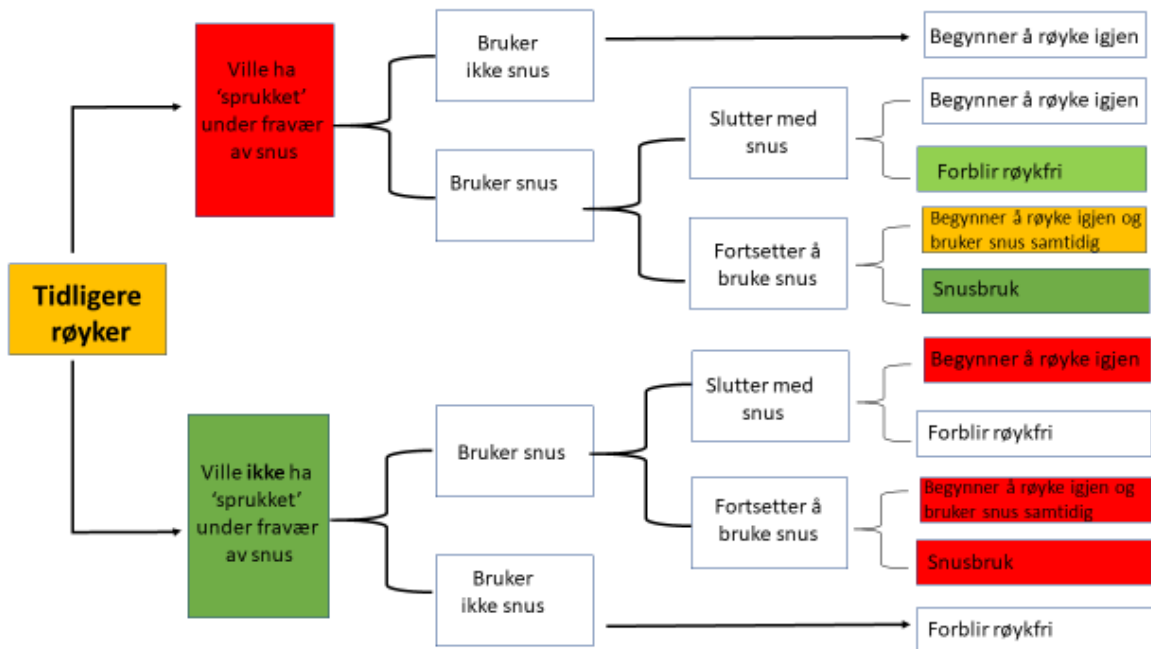 Tidligere
røyker
Ville ha
‘sprukket’
under fravær
av snus
Bruker
ikke snus
Begynner å røyke igjen
Bruker snus
Slutter med
snus
Begynner å røyke igjen
Forblir røykfri
Fortsetter å
bruke snus
Begynner å røyke igjen og
bruker snus samtidig
Snusbruk
Ville ikke ha
‘sprukket’
under fravær
av snus
Bruker snus
Slutter med
snus
Begynner å røyke igjen
Forblir røykfri
Fortsetter å
bruke snus
Begynner å røyke igjen og
bruker snus samtidig
Snusbruk
Bruker
ikke snus
Forblir røykfri